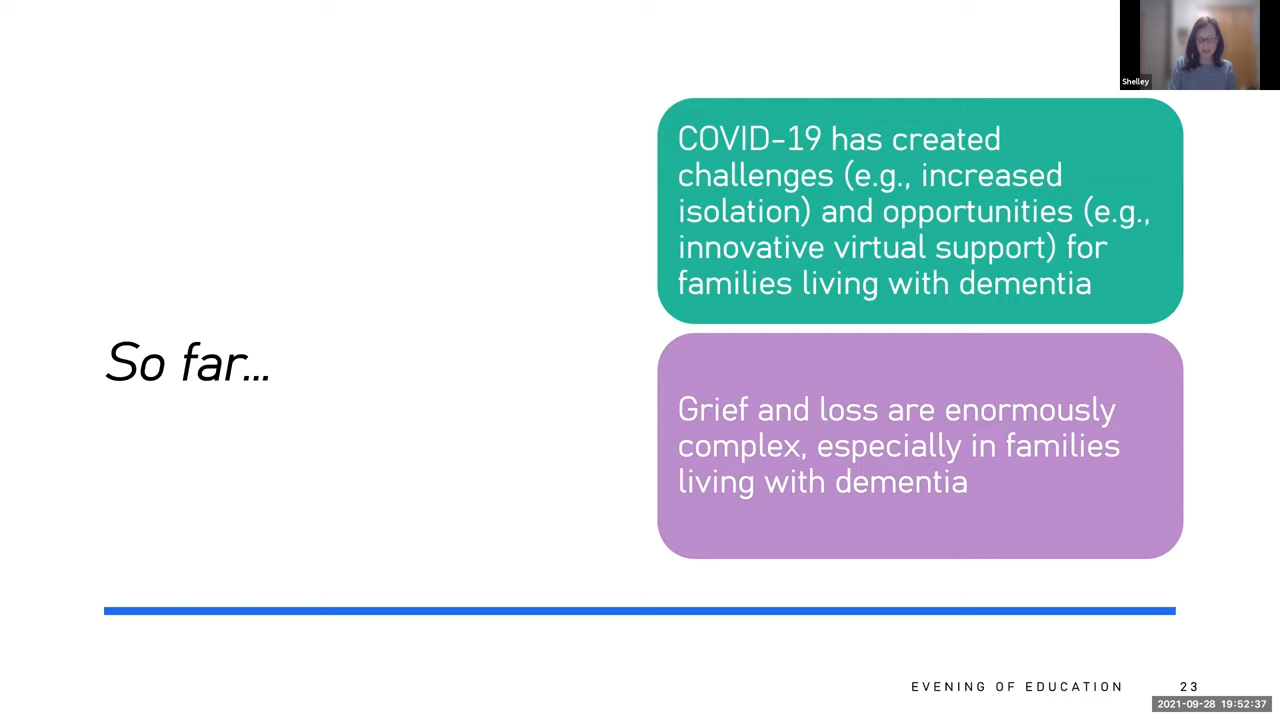 Shelley
COVID-19 has created
challenges (e.g., increased
isolation) and opportunities (e.g.,
innovative virtual support) for
families living with dementia
So far...
Grief and loss are enormously
complex, especially in families
living with dementia
EVENING OF EDUCATION 23
2021-09-28 19:52:37